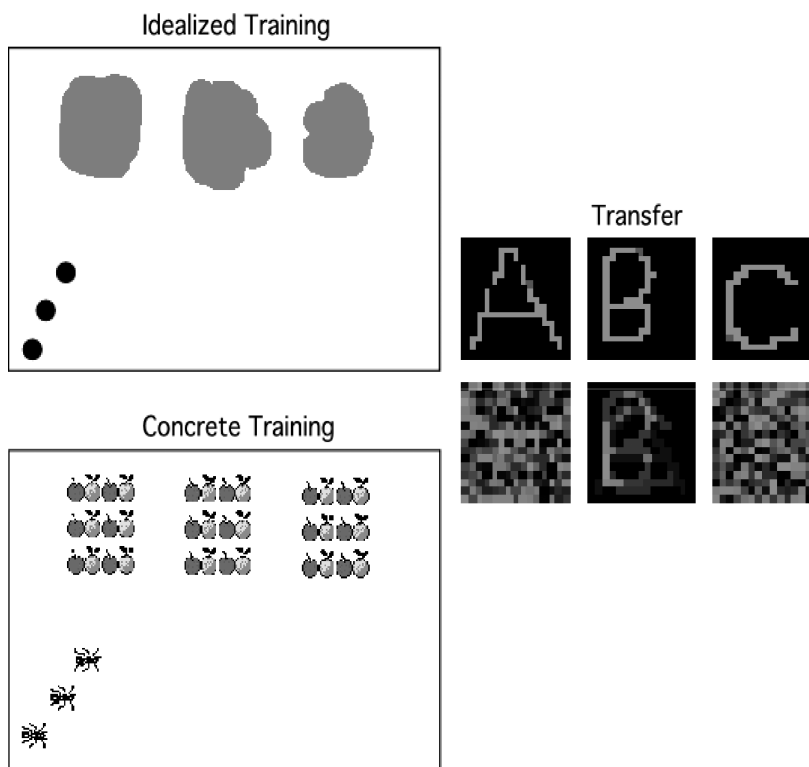 Idealized Training
Transfer
A B C
B
Concrete Training